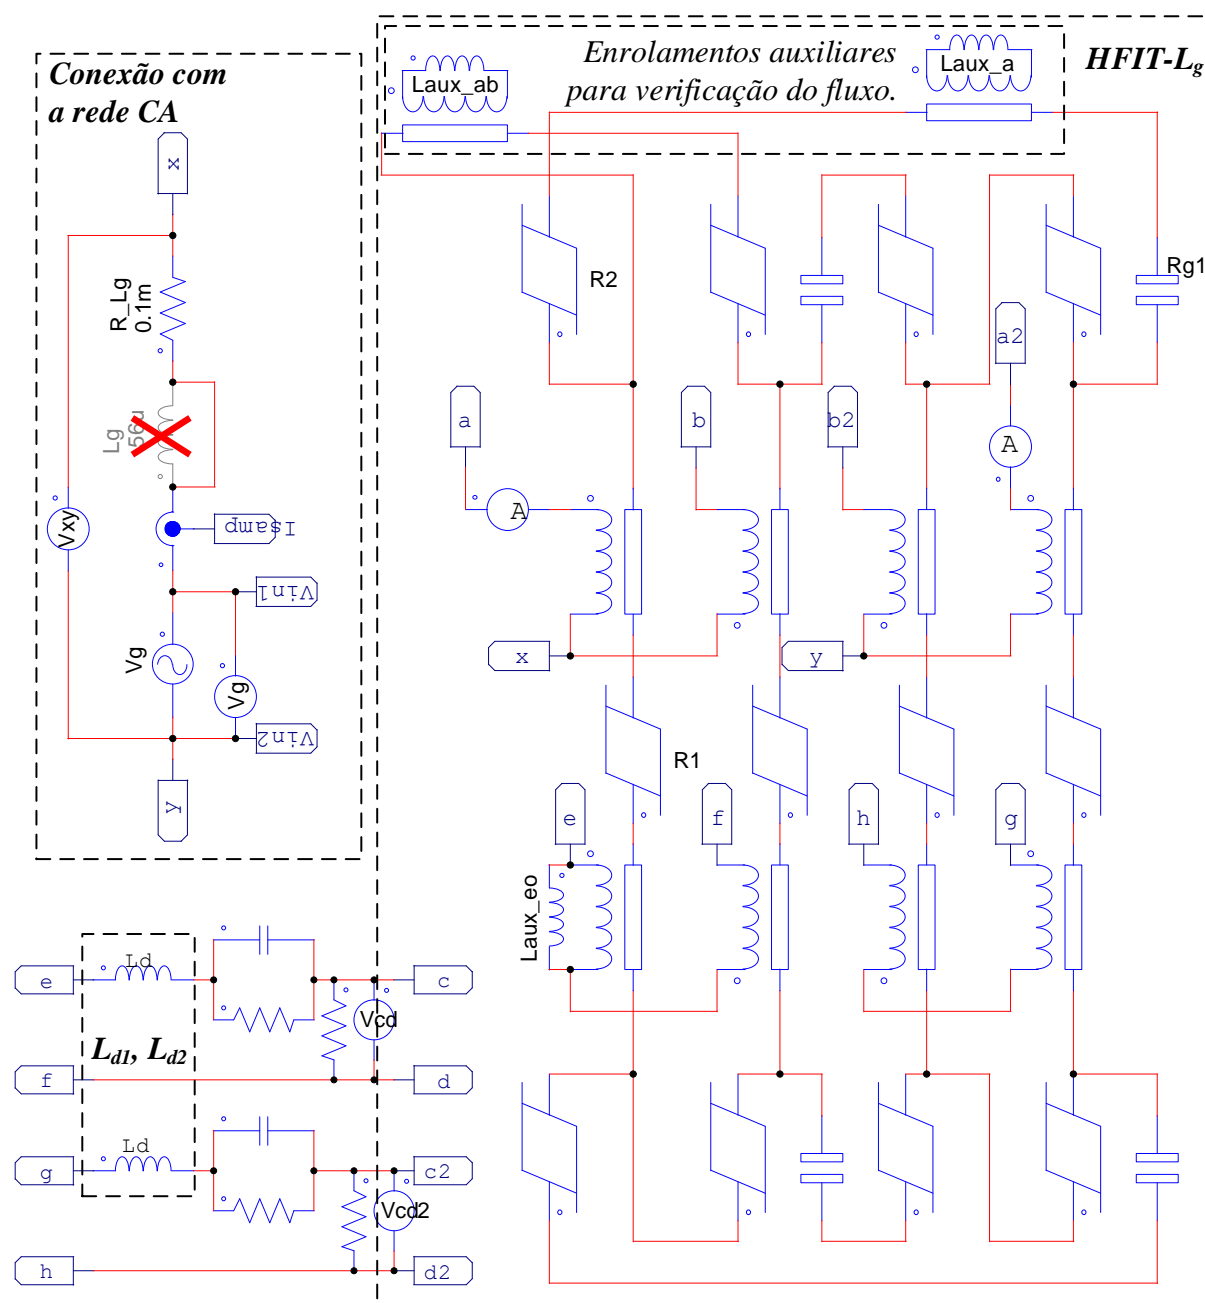 Conexão com
a rede CA
Enrolamentos auxiliares
para verificação do fluxo.
HFIT-Lg
Laux_ab
Laux_a
x
R_Lg
0.1m
Lg
56u
Vxy
Isamp
Vin1
Vg
Vg
Vin2
y
R2
Rg1
a2
a
b
b2
A
A
x
y
R1
e
f
h
g
Laux_eo
e
Ld
c
Vcd
Ld1, Ld2
f
d
g
Ld
c2
Vcd2
h
d2